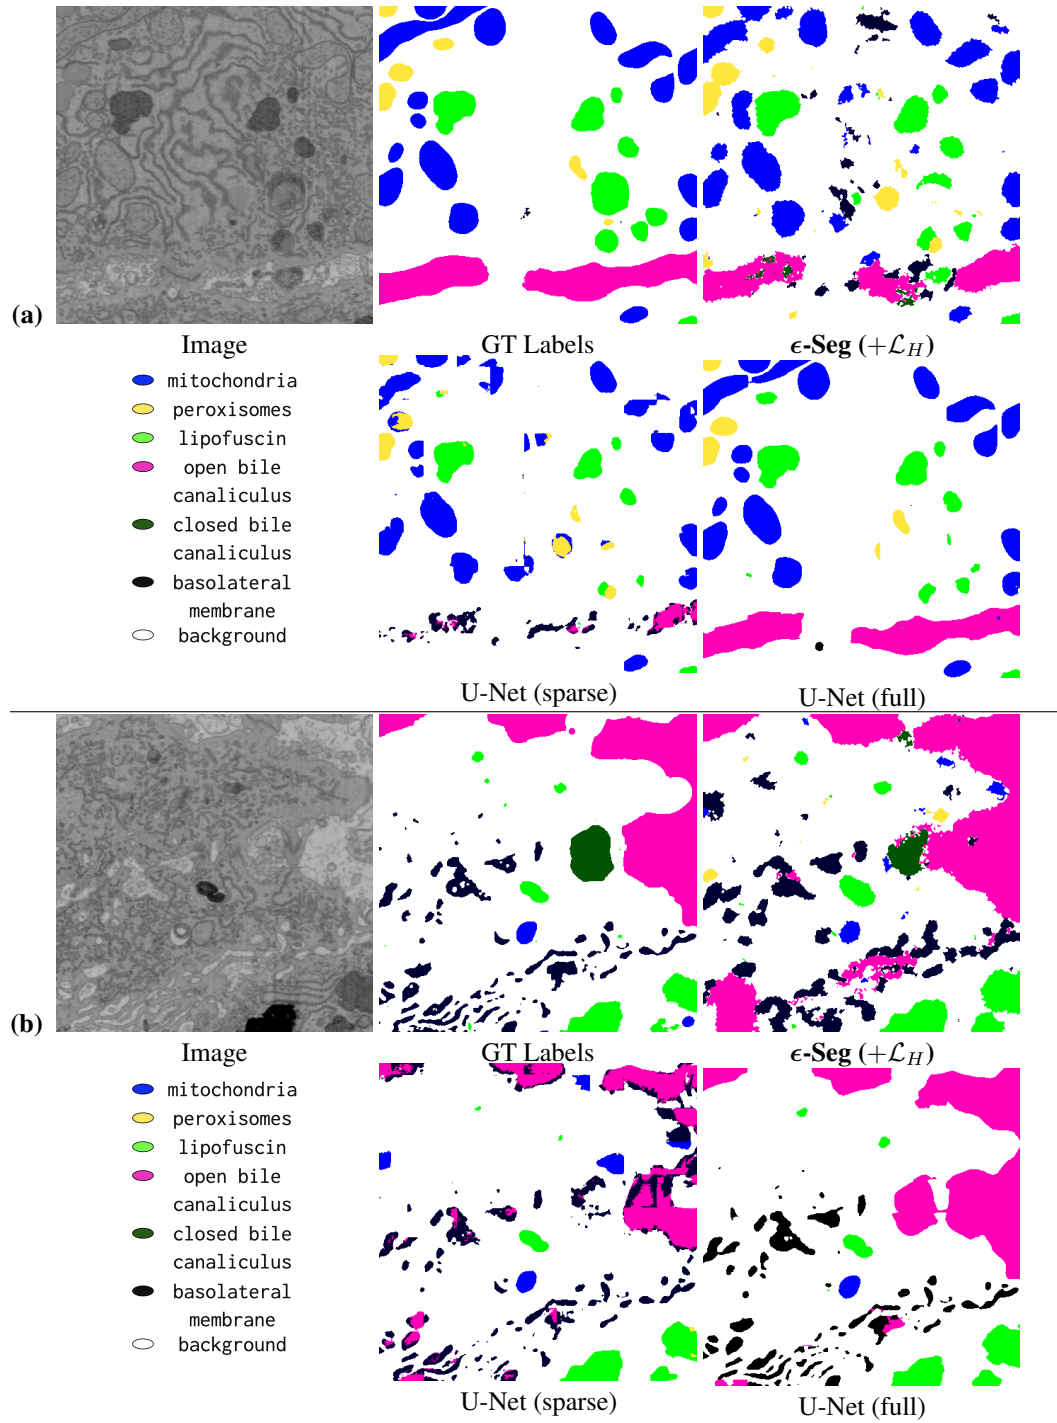 (a)
Image
GT Labels
ϵ-Seg (+ℒ_H)
mitochondria
peroxisomes
lipofuscin
open bile
canaliculus
closed bile
canaliculus
basolateral
membrane
background
U-Net (sparse)
U-Net (full)
(b)
Image
GT Labels
ϵ-Seg (+ℒ_H)
mitochondria
peroxisomes
lipofuscin
open bile
canaliculus
closed bile
canaliculus
basolateral
membrane
background
U-Net (sparse)
U-Net (full)